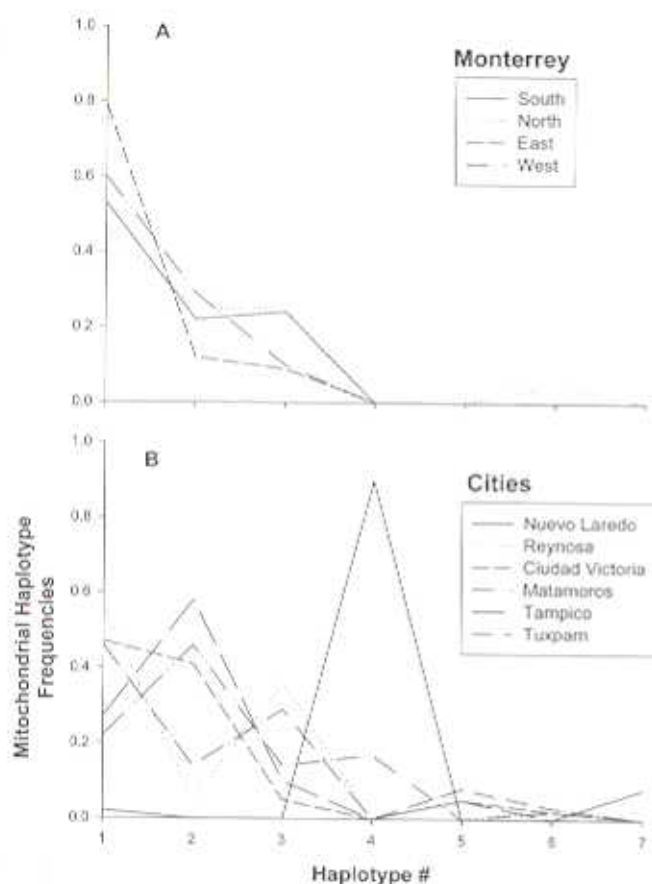 A
Monterrey
South
North
East
West
1.0
0.8
0.6
0.4
0.2
0.0
B
Cities
Nuevo Laredo
Reynosa
Ciudad Victoria
Matamoros
Tampico
Tuxpam
1.0
0.8
0.6
0.4
0.2
0.0
Mitochondrial Haplotype
Frequencies
1 2 3 4 5 6 7
Haplotype #